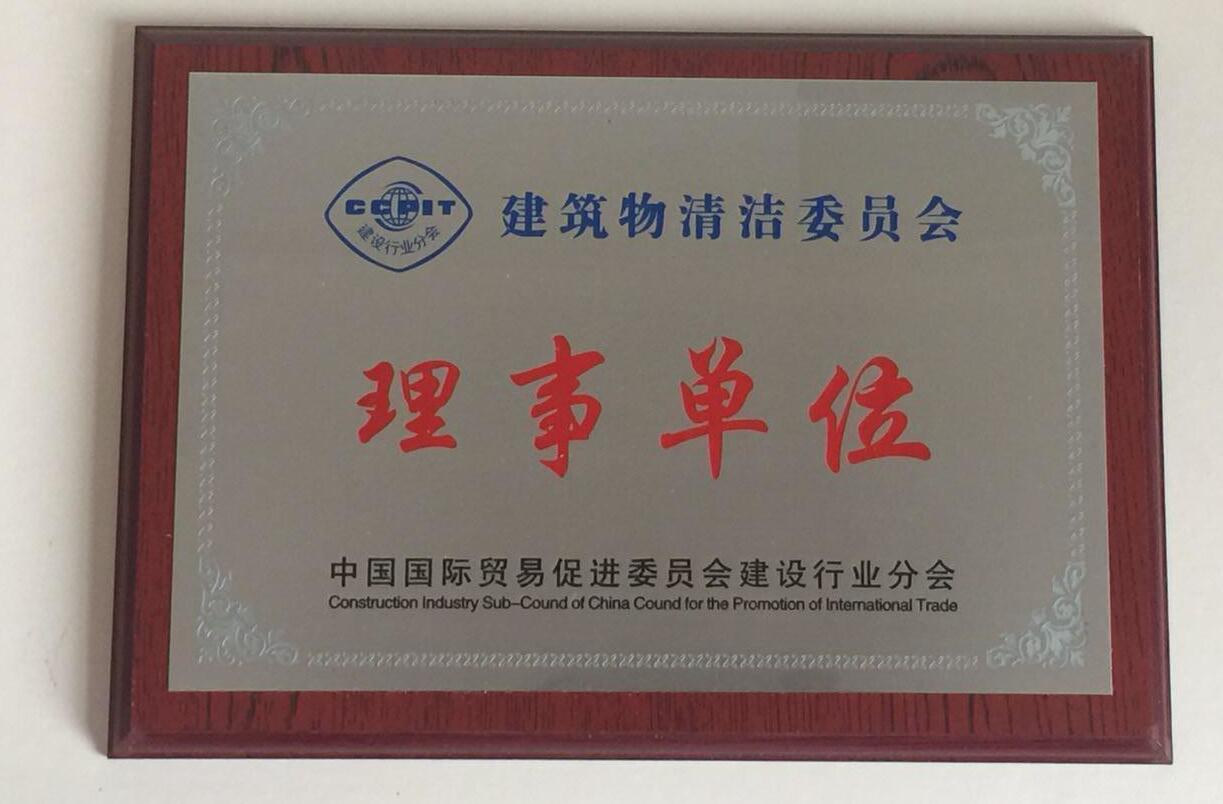 CCPIT
建设行业分会
建筑物清洁委员会
理事单位
中国国际贸易促进委员会建设行业分会
Construction Industry Sub-Cound of China Cound for the Promotion of International Trade